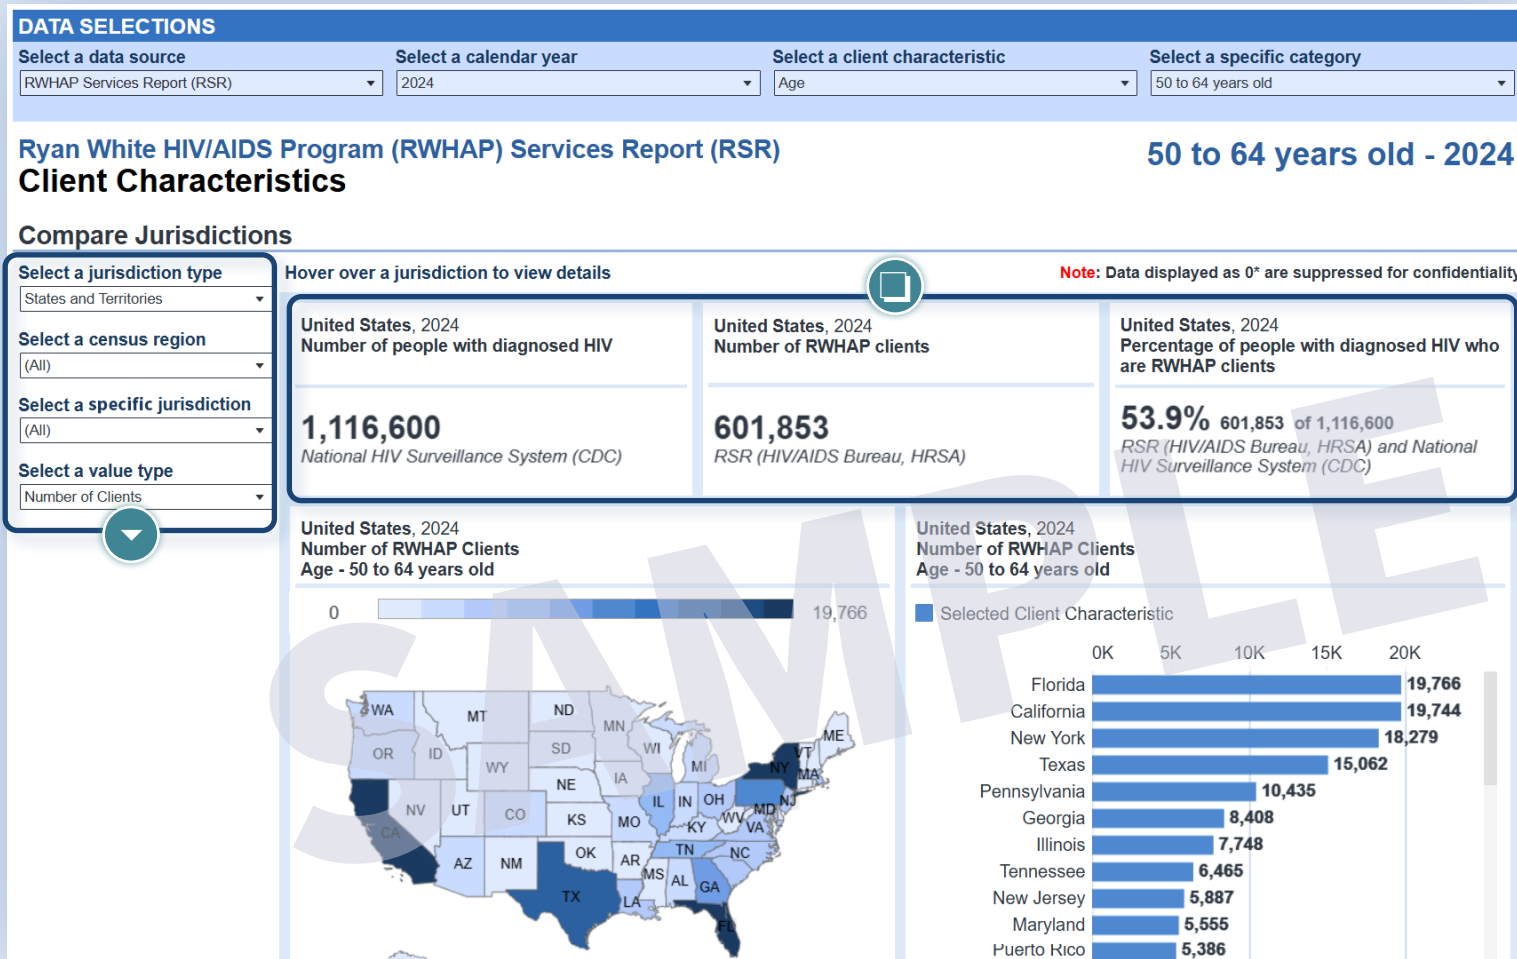 DATA SELECTIONS
Select a data source
Select a calendar year
Select a client characteristic
Select a specific category
RWHAP Services Report (RSR)
2024
Age
50 to 64 years old
Ryan White HIV/AIDS Program (RWHAP) Services Report (RSR)
50 to 64 years old - 2024
Client Characteristics
Compare Jurisdictions
Select a jurisdiction type
States and Territories
Select a census region
(All)
Select a specific jurisdiction
(All)
Select a value type
Number of Clients
Hover over a jurisdiction to view details
Note: Data displayed as 0* are suppressed for confidentiality
United States, 2024
Number of people with diagnosed HIV
1,116,600
National HIV Surveillance System (CDC)
United States, 2024
Number of RWHAP clients
601,853
RSR (HIV/AIDS Bureau, HRSA)
United States, 2024
Percentage of people with diagnosed HIV who
are RWHAP clients
53.9% 601,853 of 1,116,600
RSR (HIV/AIDS Bureau, HRSA) and National
HIV Surveillance System (CDC)
United States, 2024
Number of RWHAP Clients
Age - 50 to 64 years old
0
19,766
WA
MT
ND
MN
ME
OR
ID
SD
WI
VT
WY
MI
NY
MA
IA
NE
NV
UT
CO
IL
IN
OH
NJ
MD
KS
MO
WV
KY
VA
CA
AZ
NM
OK
AR
TN
NC
MS
AL
GA
TX
LA
FL
United States, 2024
Number of RWHAP Clients
Age - 50 to 64 years old
Selected Client Characteristic
0K 5K 10K 15K 20K
Florida 19,766
California 19,744
New York 18,279
Texas 15,062
Pennsylvania 10,435
Georgia 8,408
Illinois 7,748
Tennessee 6,465
New Jersey 5,887
Maryland 5,555
Puerto Rico 5,386
SAMPLE